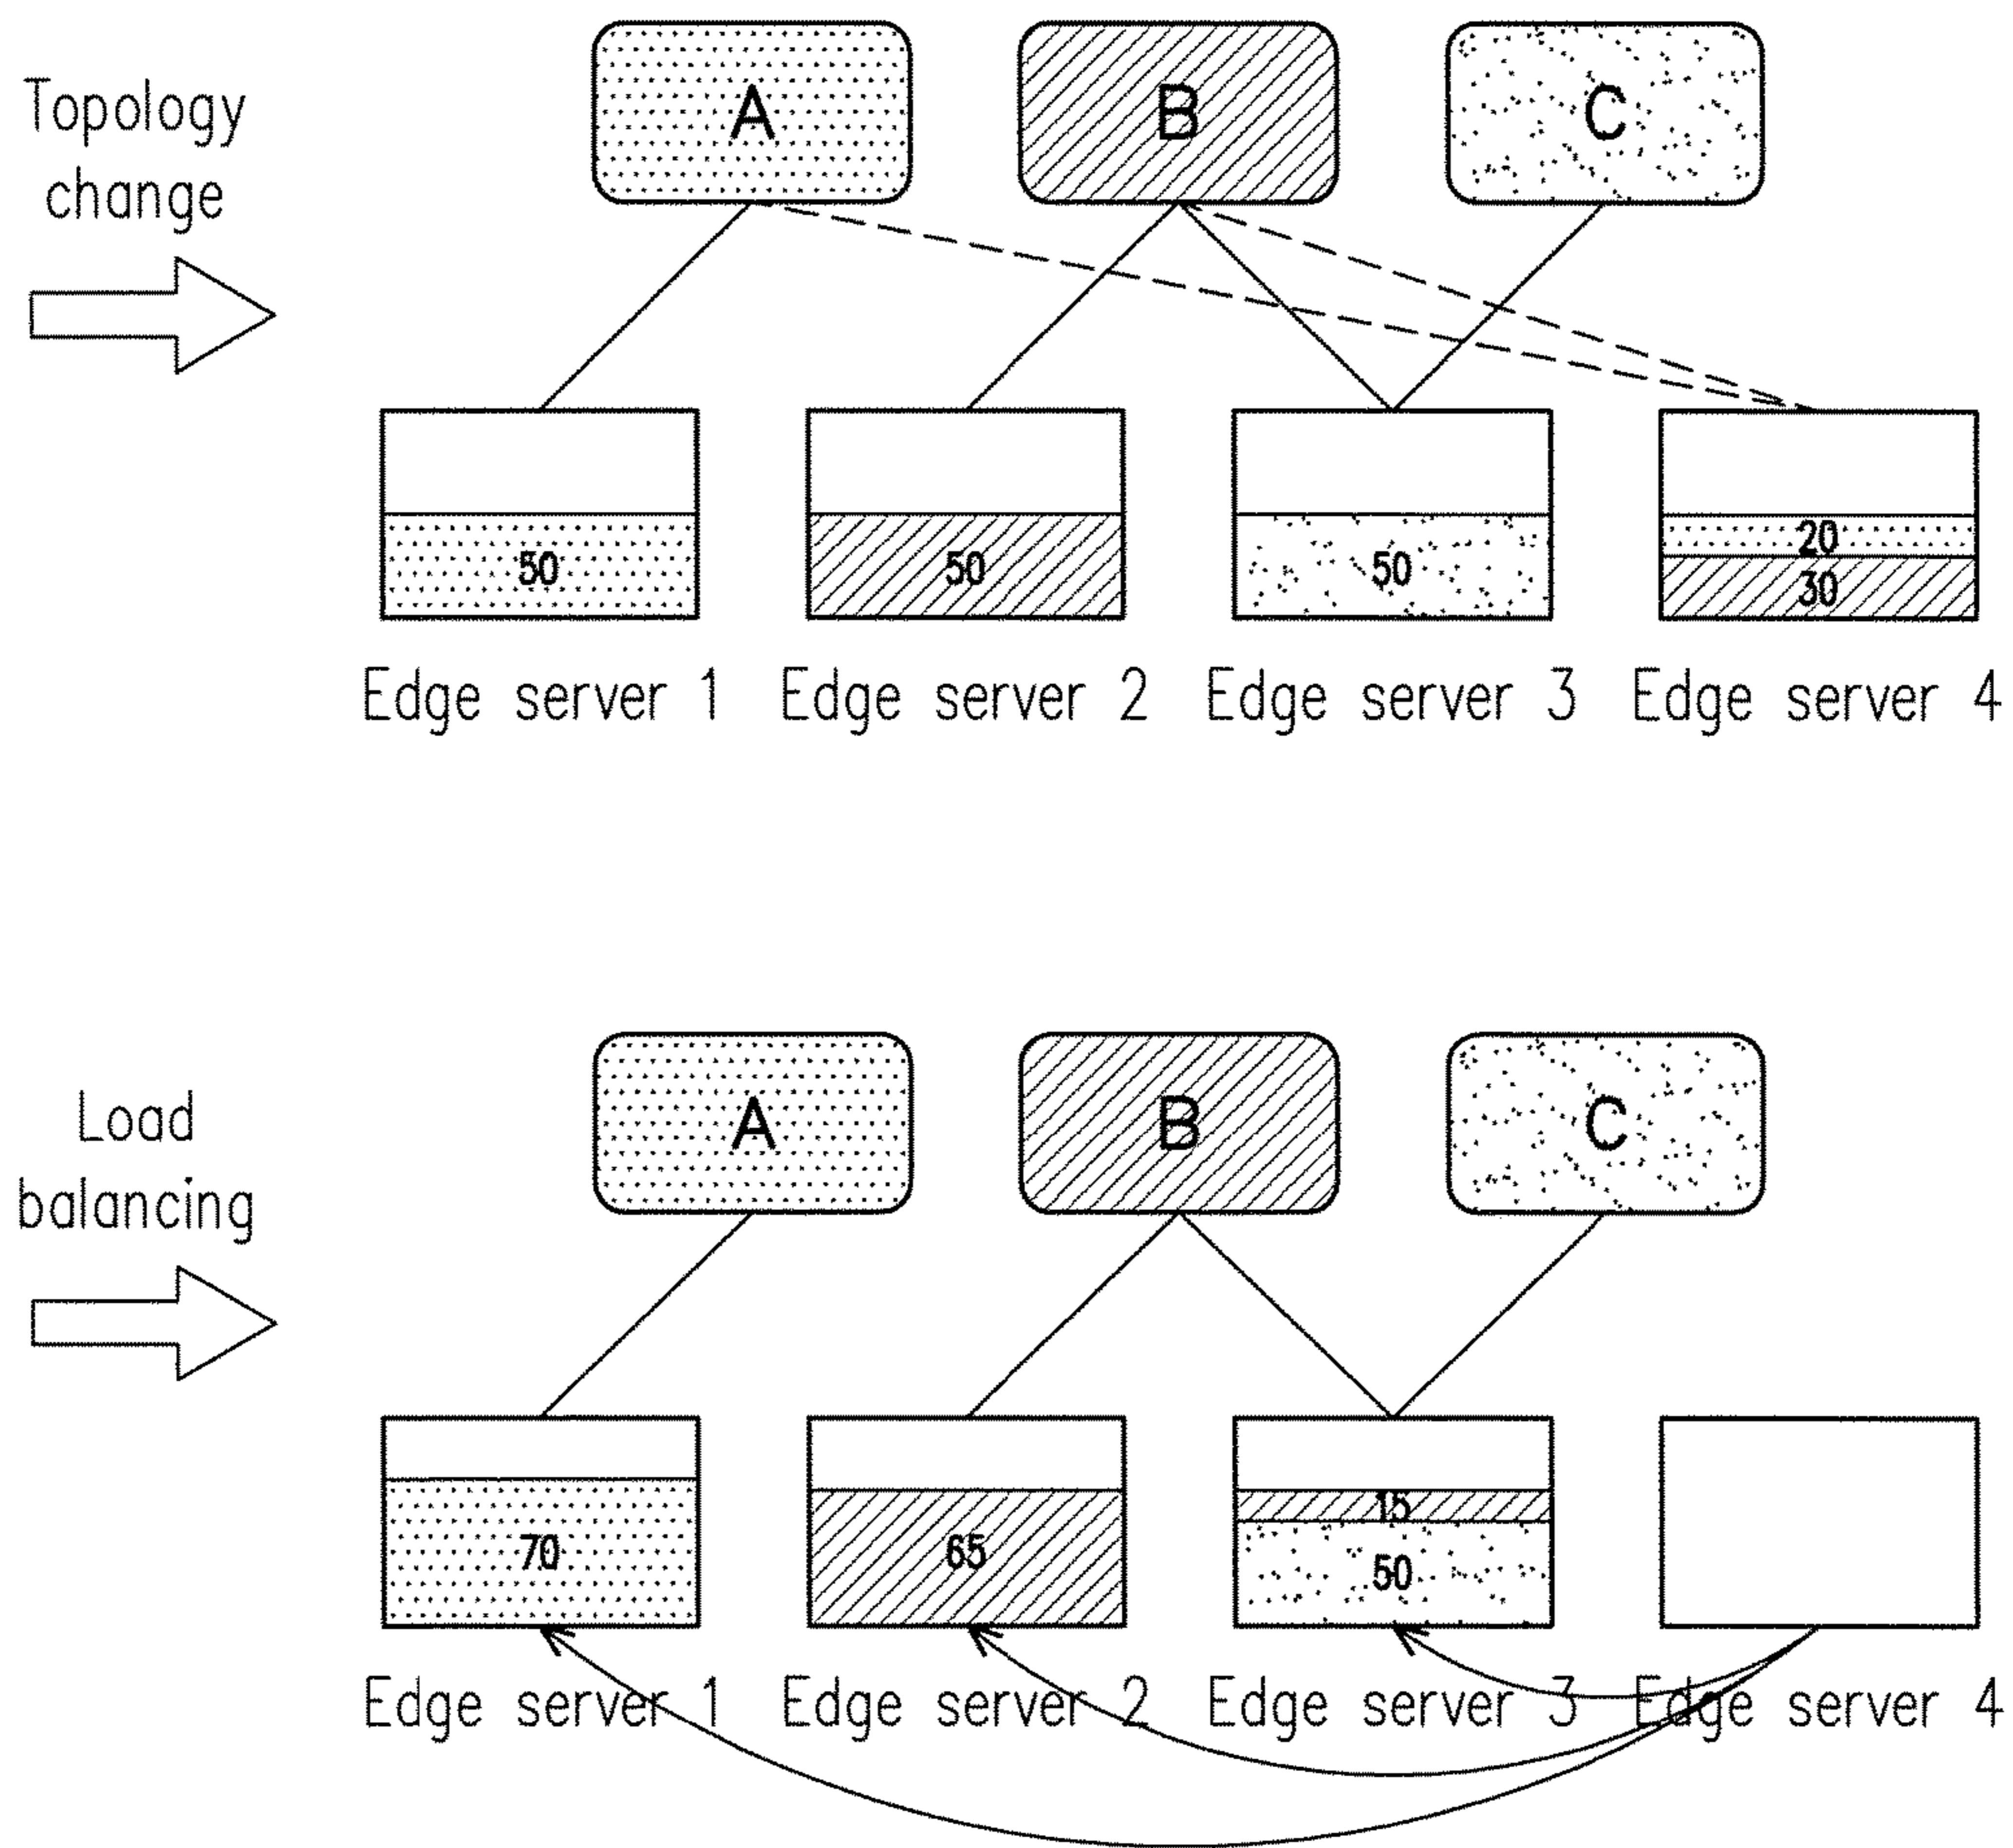 Topology
change
A B C
50 50 50 20
30
Edge server 1 Edge server 2 Edge server 3 Edge server 4
Load
balancing
A B C
70 65 15
50
Edge server 1 Edge server 2 Edge server 3 Edge server 4